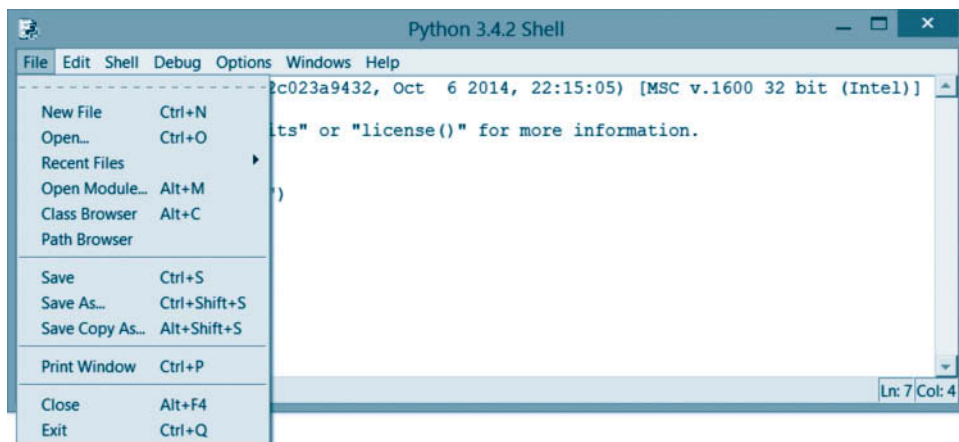 Python 3.4.2 Shell
File Edit Shell Debug Options Windows Help
2c023a9432, Oct 6 2014, 22:15:05) [MSC v.1600 32 bit (Intel)]
its" or "license()" for more information.
")
New File Ctrl+N
Open... Ctrl+O
Recent Files
Open Module... Alt+M
Class Browser Alt+C
Path Browser
Save Ctrl+S
Save As... Ctrl+Shift+S
Save Copy As... Alt+Shift+S
Print Window Ctrl+P
Close Alt+F4
Exit Ctrl+Q
Ln: 7 Col: 4